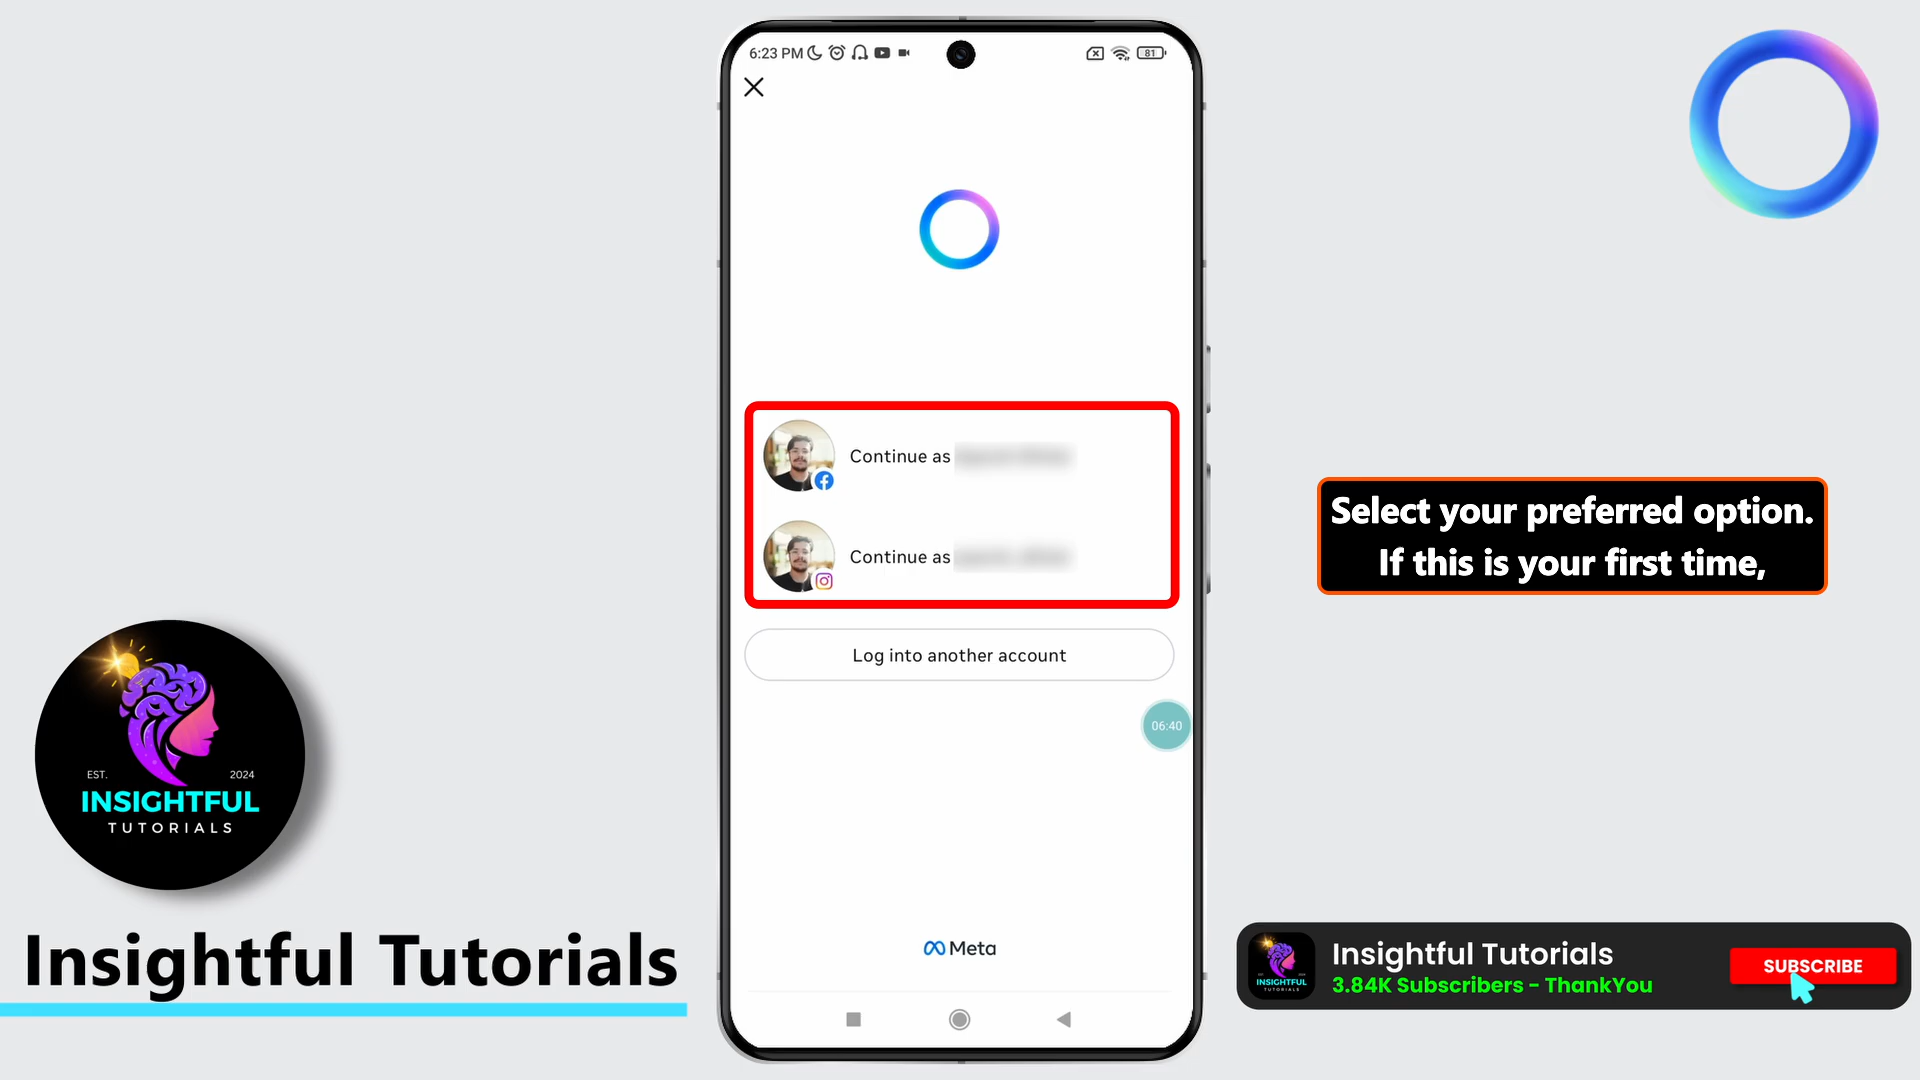 6:23 PM
81
Continue as
Continue as
Log into another account
06:40
Meta
Select your preferred option.
If this is your first time,
EST. 2024
INSIGHTFUL
TUTORIALS
Insightful Tutorials
INSIGHTFUL
TUTORIALS
Insightful Tutorials
3.84K Subscribers - ThankYou
SUBSCRIBE